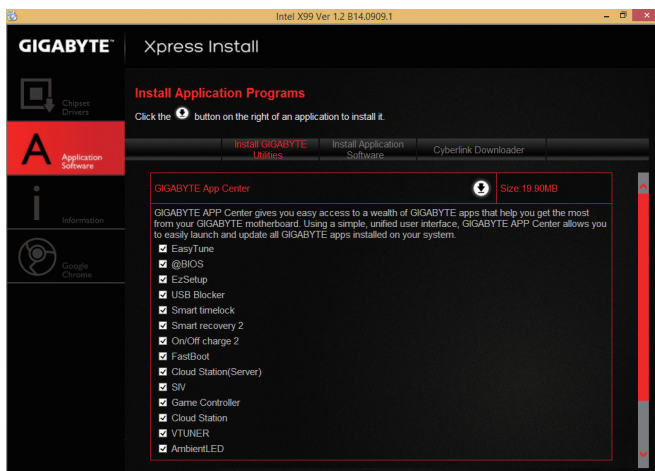 Intel X99 Ver 1.2 B14.0909.1
GIGABYTE™
Xpress Install
Chipset
Drivers
Application
Software
Information
Google
Chrome
Install Application Programs
Click the button on the right of an application to install it.
Install GIGABYTE
Utilities
Install Application
Software
Cyberlink Downloader
GIGABYTE App Center
Size:19.90MB
GIGABYTE APP Center gives you easy access to a wealth of GIGABYTE apps that help you get the most
from your GIGABYTE motherboard. Using a simple, unified user interface, GIGABYTE APP Center allows you
to easily launch and update all GIGABYTE apps installed on your system.
EasyTune
@BIOS
EzSetup
USB Blocker
Smart timelock
Smart recovery 2
On/Off charge 2
FastBoot
Cloud Station(Server)
SIV
Game Controller
Cloud Station
VTUNER
AmbientLED